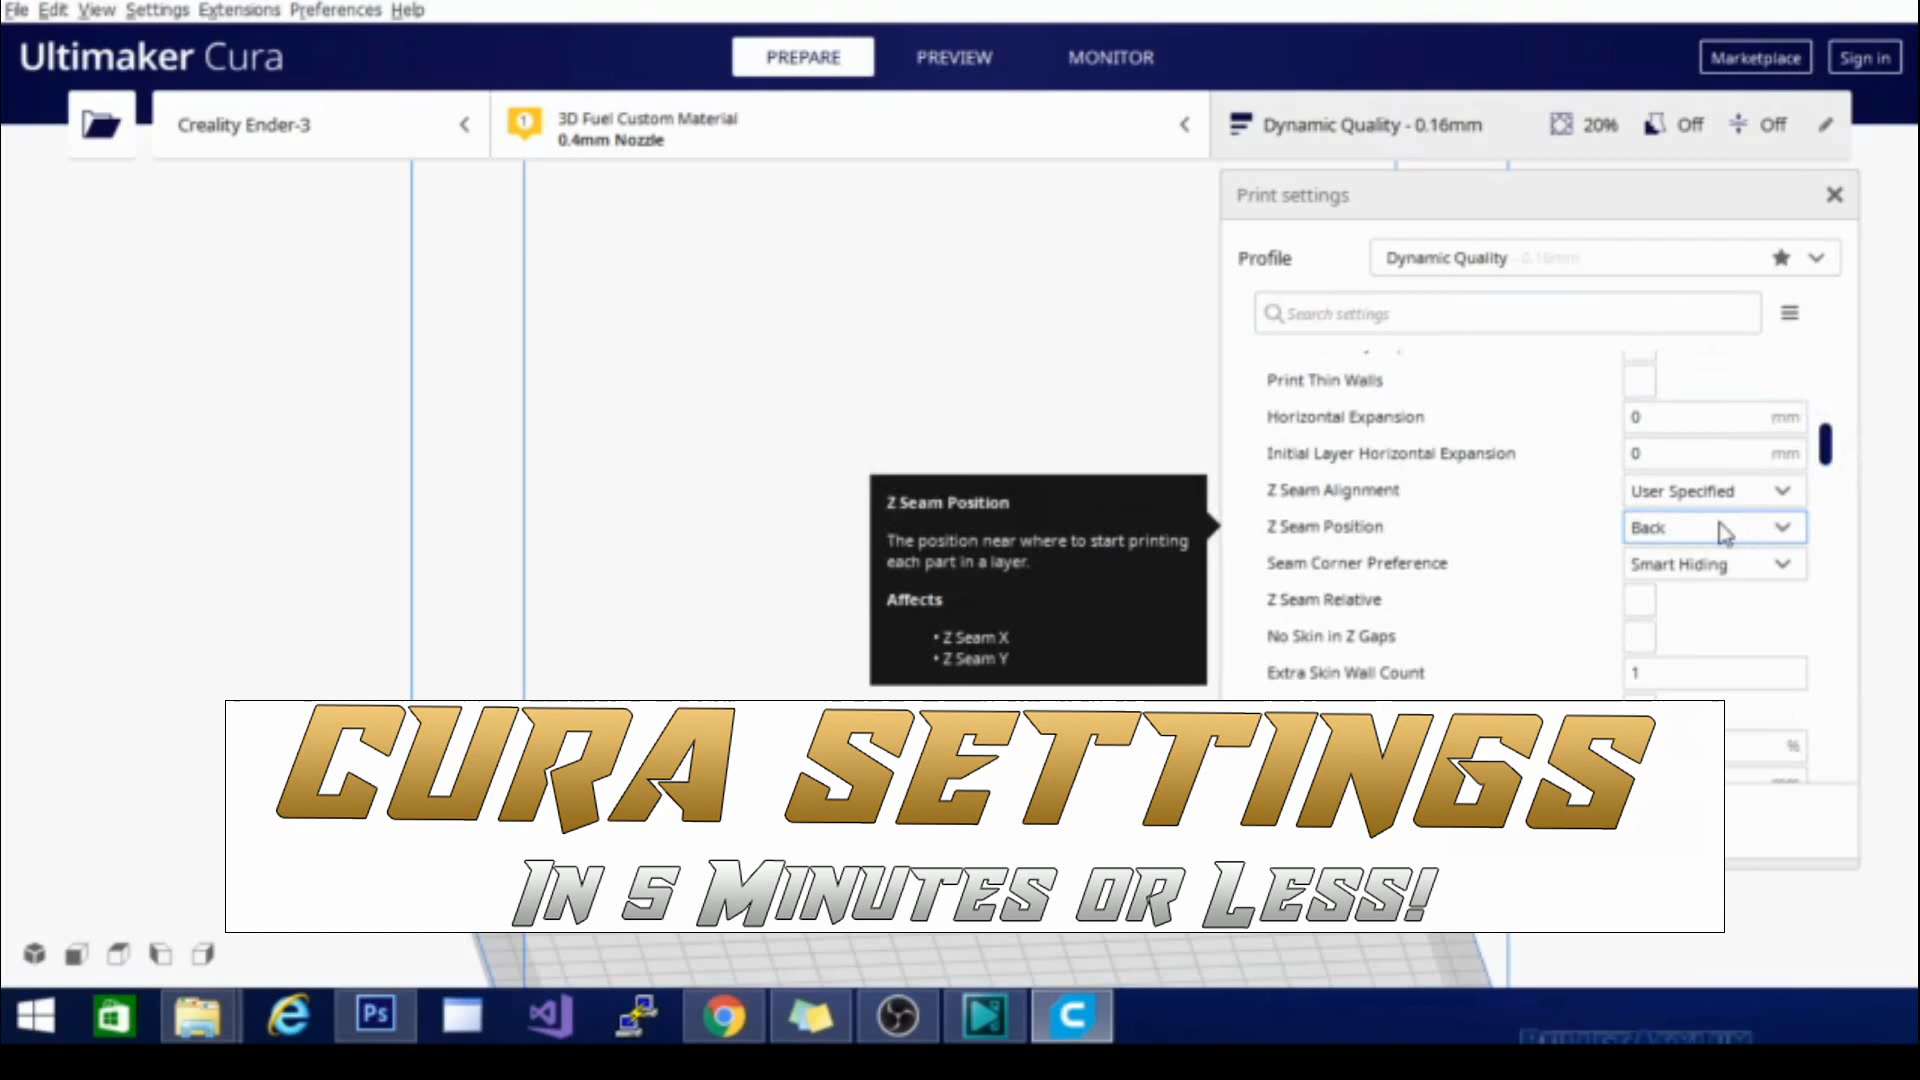 File Edit View Settings Extensions Preferences Help
Ultimaker Cura
PREPARE PREVIEW MONITOR
Marketplace Sign in
Creality Ender-3
1
3D Fuel Custom Material
0.4mm Nozzle
Dynamic Quality - 0.16mm 20% Off Off
Print settings
Profile Dynamic Quality - 0.16mm
Search settings
Print Thin Walls
Horizontal Expansion 0 mm
Initial Layer Horizontal Expansion 0 mm
Z Seam Alignment User Specified
Z Seam Position Back
Seam Corner Preference Smart Hiding
Z Seam Relative
No Skin in Z Gaps
Extra Skin Wall Count 1
%
Z Seam Position
The position near where to start printing
each part in a layer.
Affects
• Z Seam X
• Z Seam Y
CURA SETTINGS
IN 5 MINUTES OR LESS!
Ps